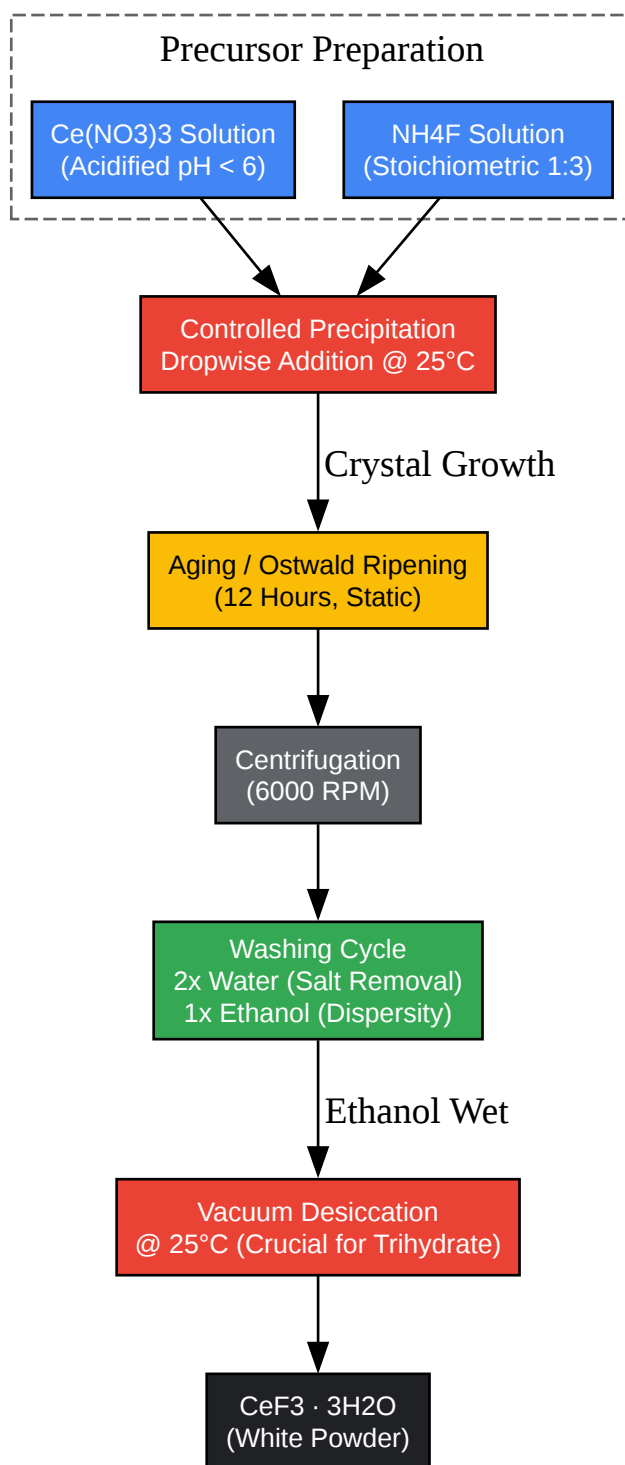 Precursor Preparation
Ce(NO3)3 Solution
(Acidified pH < 6)
NH4F Solution
(Stoichiometric 1:3)
Controlled Precipitation
Dropwise Addition @ 25°C
Crystal Growth
Aging / Ostwald Ripening
(12 Hours, Static)
Centrifugation
(6000 RPM)
Washing Cycle
2x Water (Salt Removal)
1x Ethanol (Dispersity)
Ethanol Wet
Vacuum Desiccation
@ 25°C (Crucial for Trihydrate)
CeF3 · 3H2O
(White Powder)